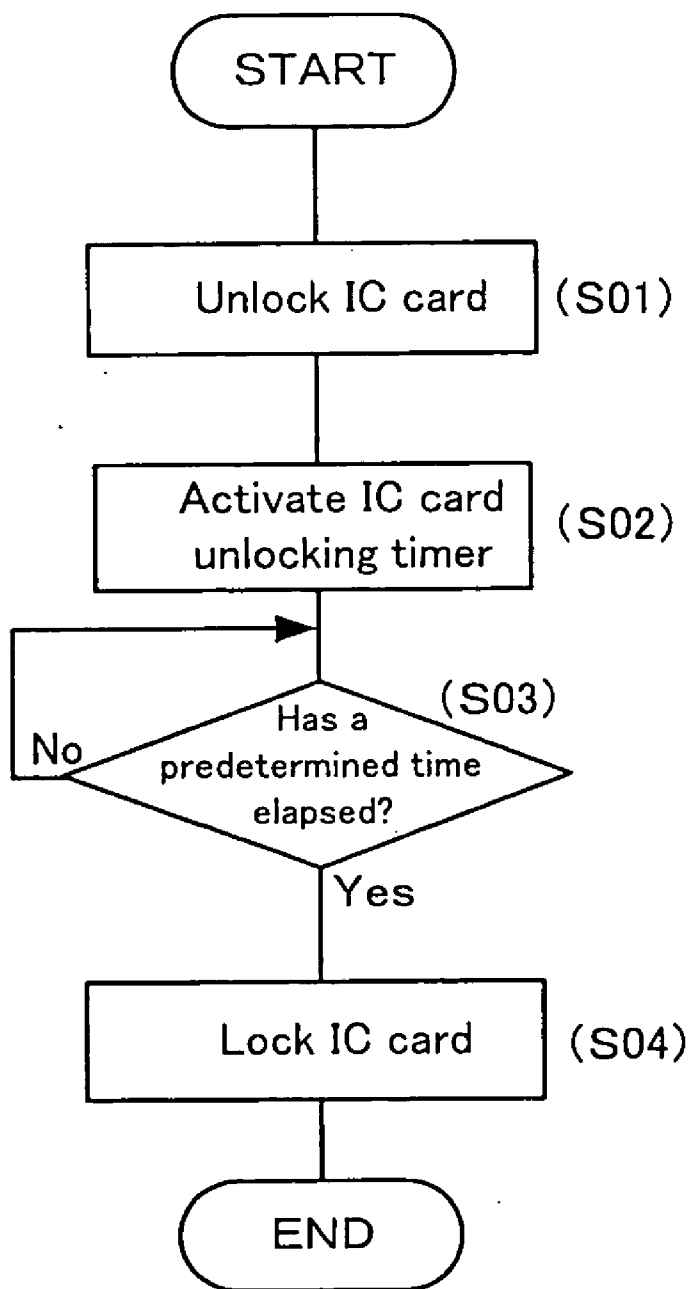 START
Unlock IC card
(S01)
Activate IC card
unlocking timer
(S02)
(S03)
Has a
predetermined time
elapsed?
No
Yes
Lock IC card
(S04)
END